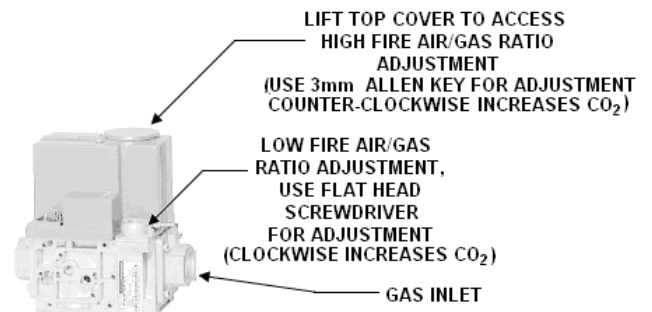 LIFT TOP COVER TO ACCESS
HIGH FIRE AIR/GAS RATIO
ADJUSTMENT
(USE 3mm ALLEN KEY FOR ADJUSTMENT
COUNTER-CLOCKWISE INCREASES CO₂)
LOW FIRE AIR/GAS
RATIO ADJUSTMENT,
USE FLAT HEAD
SCREWDRIVER
FOR ADJUSTMENT
(CLOCKWISE INCREASES CO₂)
GAS INLET